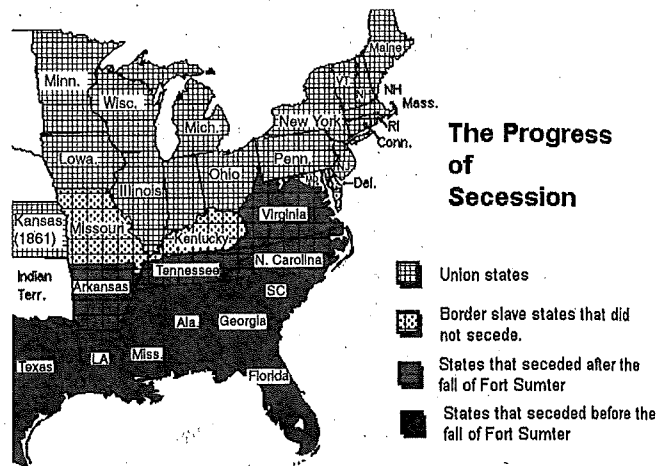 The Progress
of
Secession
Union states
Border slave states that did
not secede.
States that seceded after the
fall of Fort Sumter
States that seceded before the
fall of Fort Sumter
Maine
Minn.
VT
NH
Wisc.
Mass.
Mich.
New York
RI
Conn.
Iowa.
Penn.
Ohio
NJ
Illinois
MD
Del.
Kansas
(1861)
Missouri
Virginia
Kentucky
Indian
Terr.
Tennessee
N. Carolina
Arkansas
SC
Ala
Georgia
Texas
LA
Miss.
Florida